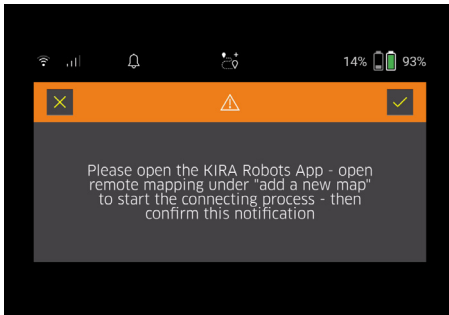 14% 93%
Please open the KIRA Robots App - open
remote mapping under "add a new map"
to start the connecting process - then
confirm this notification